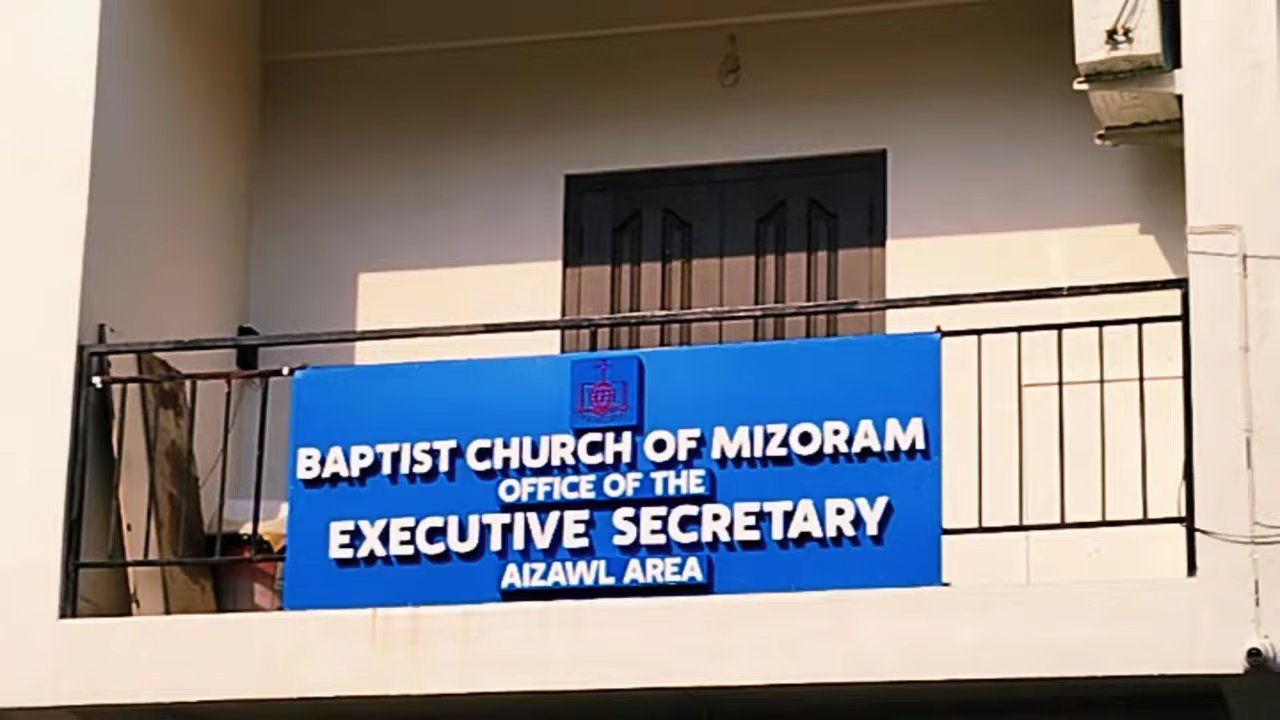 BAPTIST CHURCH OF MIZORAM
OFFICE OF THE
EXECUTIVE SECRETARY
AIZAWL AREA